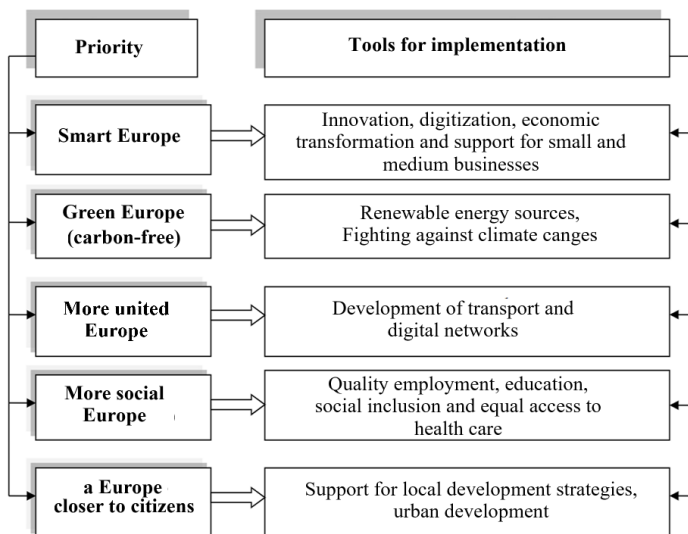 Priority
Tools for implementation
Smart Europe
Innovation, digitization, economic
transformation and support for small and
medium businesses
Green Europe
(carbon-free)
Renewable energy sources,
Fighting against climate canges
More united
Europe
Development of transport and
digital networks
More social
Europe
Quality employment, education,
social inclusion and equal access to
health care
a Europe
closer to citizens
Support for local development strategies,
urban development